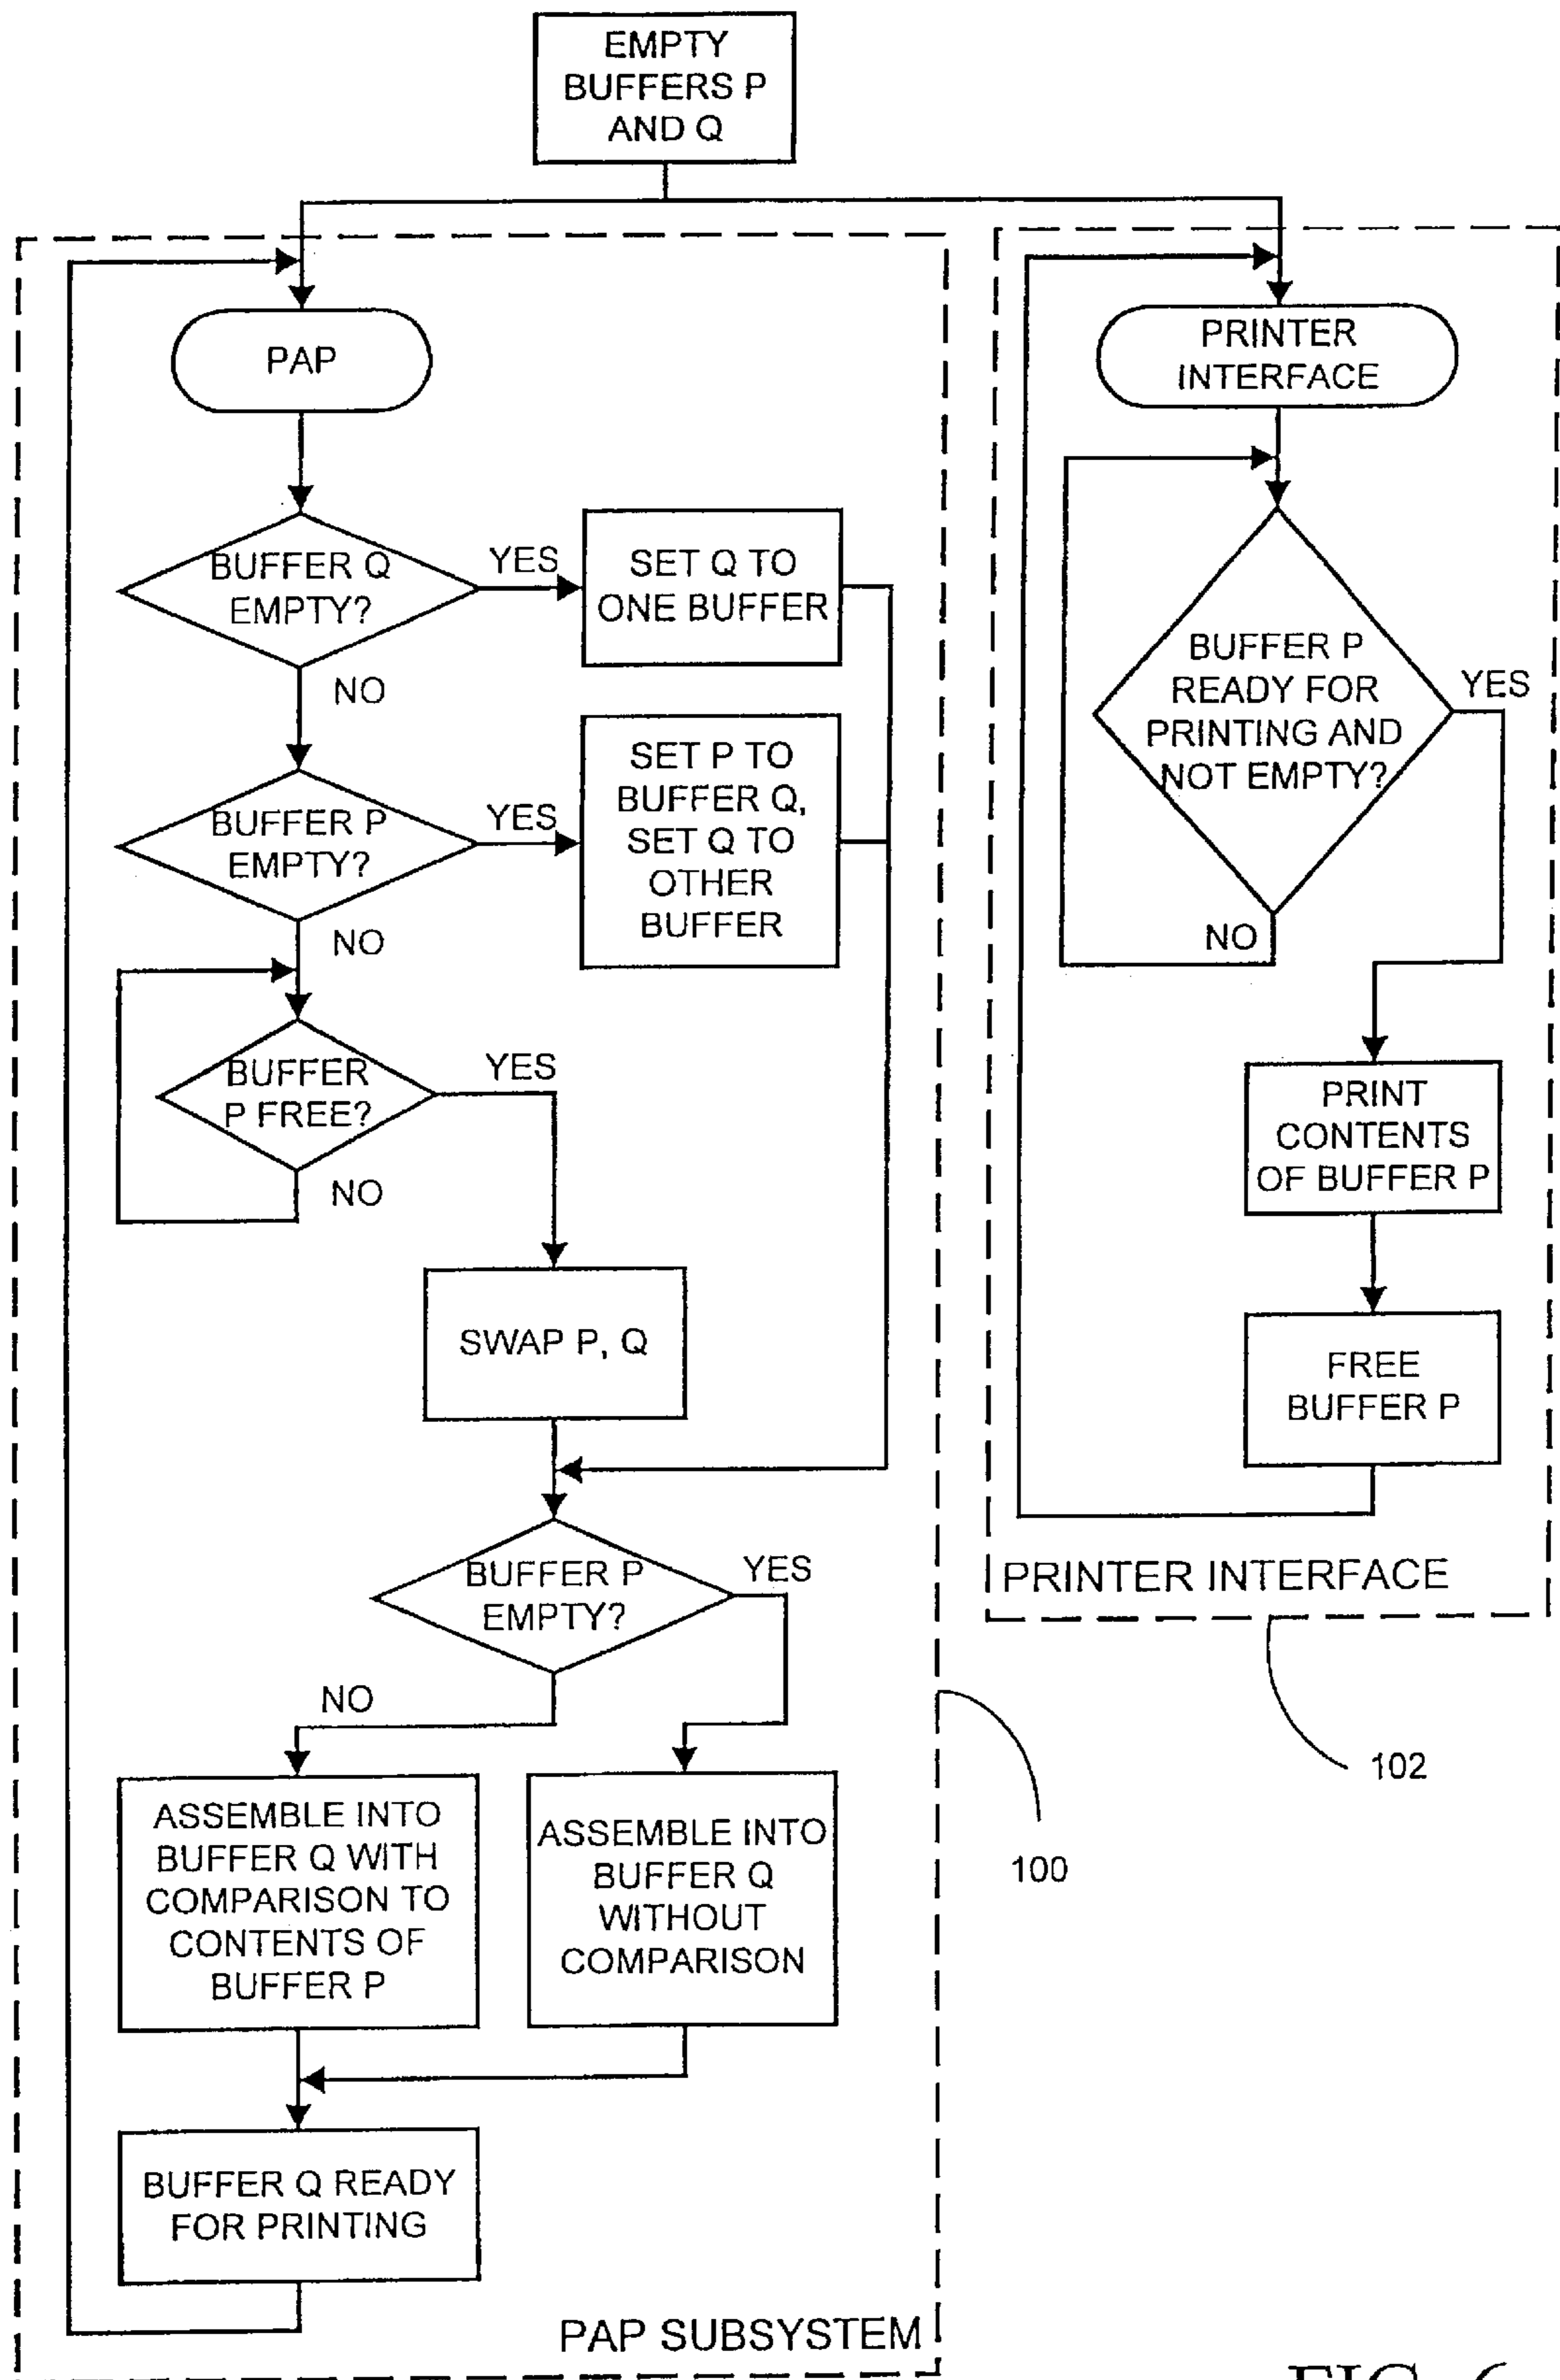 EMPTY
BUFFERS P
AND Q
PAP
BUFFER Q
EMPTY?
YES
SET Q TO
ONE BUFFER
NO
BUFFER P
EMPTY?
YES
SET P TO
BUFFER Q,
SET Q TO
OTHER
BUFFER
NO
BUFFER
P FREE?
YES
NO
SWAP P, Q
BUFFER P
EMPTY?
YES
NO
ASSEMBLE INTO
BUFFER Q WITH
COMPARISON TO
CONTENTS OF
BUFFER P
ASSEMBLE INTO
BUFFER Q
WITHOUT
COMPARISON
BUFFER Q READY
FOR PRINTING
PAP SUBSYSTEM
100
PRINTER
INTERFACE
BUFFER P
READY FOR
PRINTING AND
NOT EMPTY?
YES
NO
PRINT
CONTENTS
OF BUFFER P
FREE
BUFFER P
PRINTER INTERFACE
102
FIG. 6